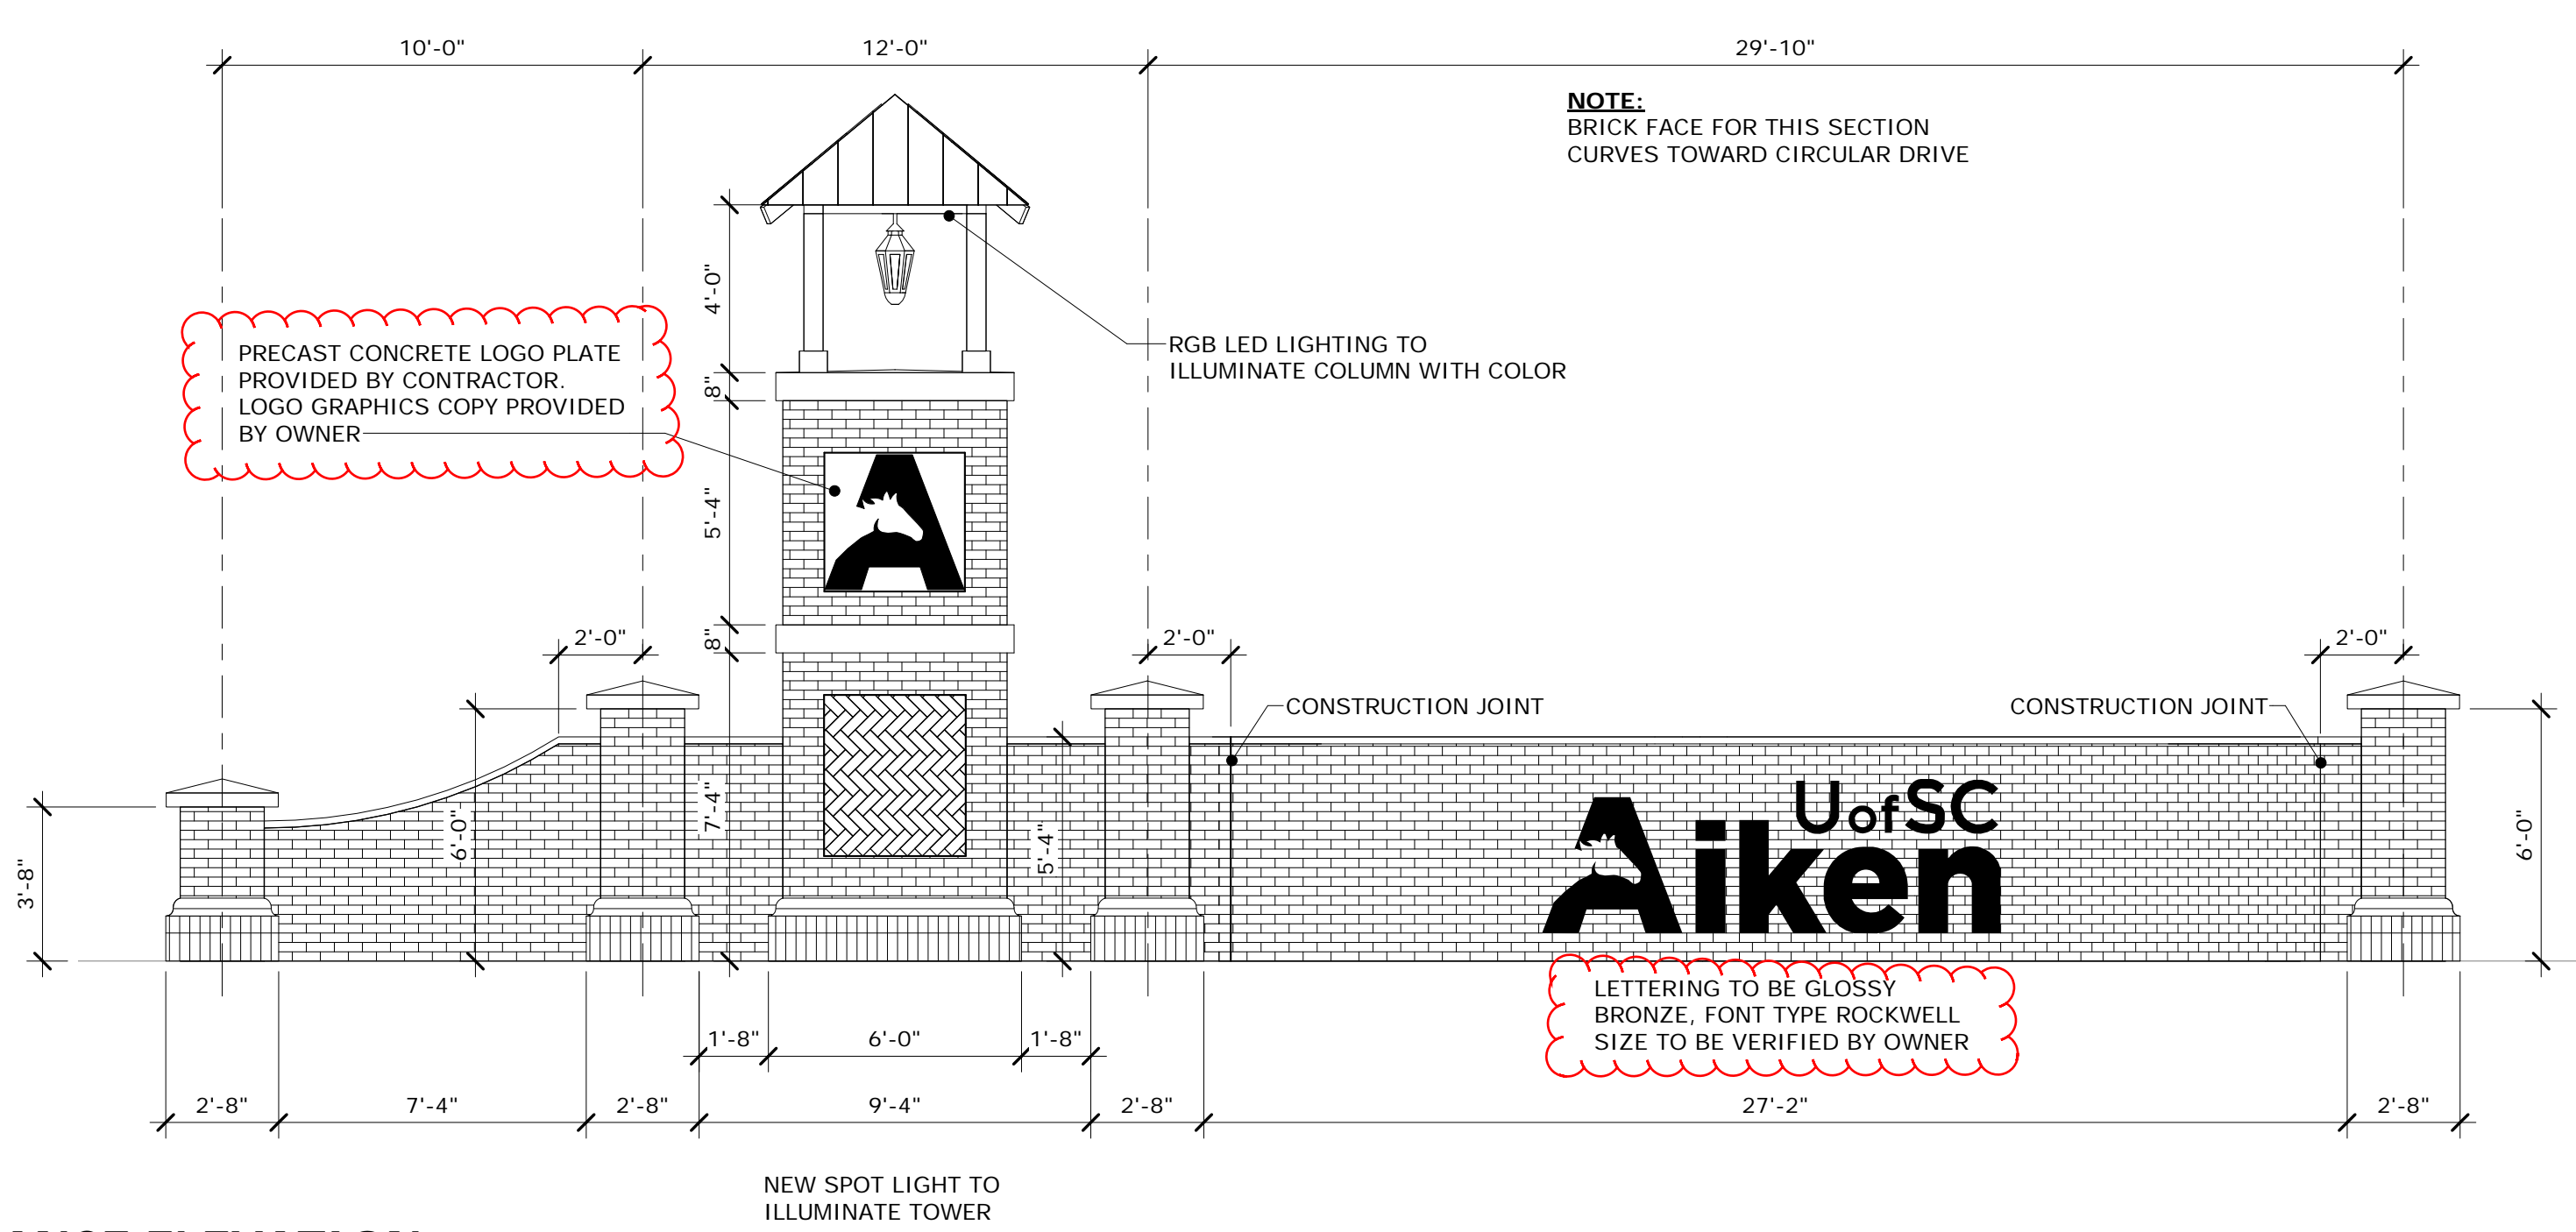 10'-0"
12'-0"
29'-10"
NOTE:
BRICK FACE FOR THIS SECTION
CURVES TOWARD CIRCULAR DRIVE
4'-0"
PRECAST CONCRETE LOGO PLATE
PROVIDED BY CONTRACTOR.
LOGO GRAPHICS COPY PROVIDED
BY OWNER
RGB LED LIGHTING TO
ILLUMINATE COLUMN WITH COLOR
8"
5'-4"
A
8"
2'-0"
2'-0"
2'-0"
CONSTRUCTION JOINT
CONSTRUCTION JOINT
3'-8"
6'-0"
7'-4"
5'-4"
6'-0"
UofSC
Aiken
LETTERING TO BE GLOSSY
BRONZE, FONT TYPE ROCKWELL
SIZE TO BE VERIFIED BY OWNER
1'-8"
6'-0"
1'-8"
2'-8"
7'-4"
2'-8"
9'-4"
2'-8"
27'-2"
2'-8"
NEW SPOT LIGHT TO
ILLUMINATE TOWER